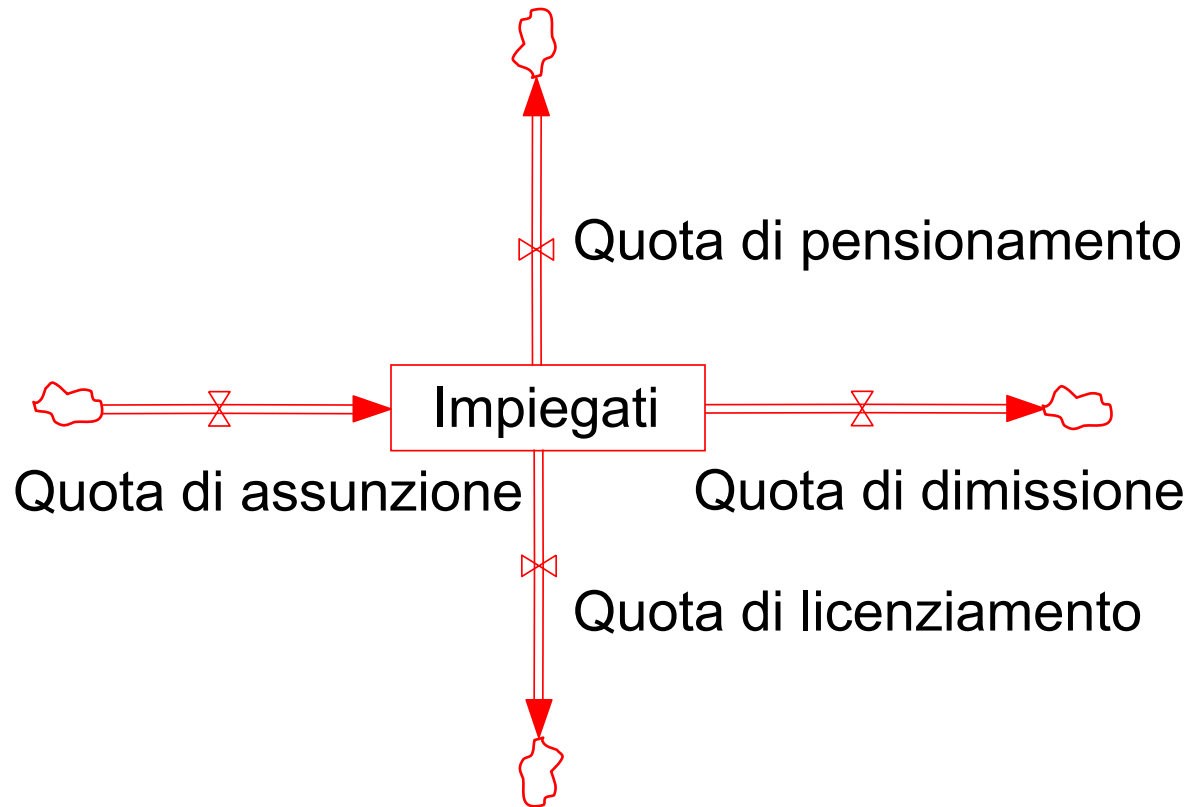 Quota di pensionamento
Impiegati
Quota di assunzione
Quota di dimissione
Quota di licenziamento